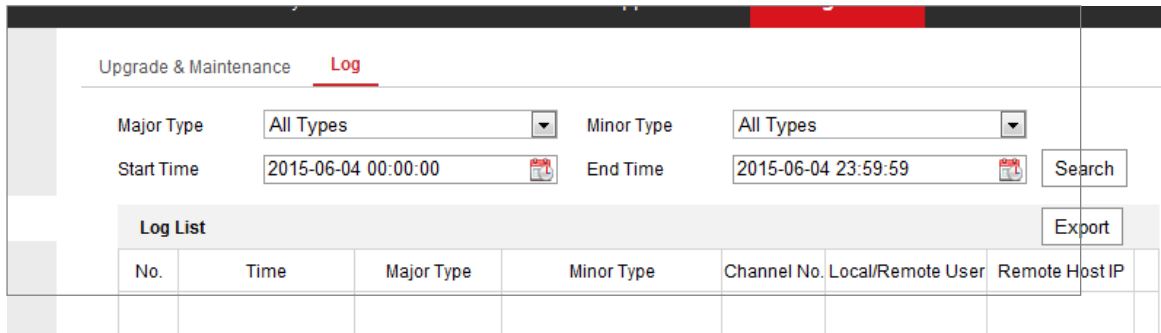 Upgrade & Maintenance Log
Major Type All Types Minor Type All Types
Start Time 2015-06-04 00:00:00 End Time 2015-06-04 23:59:59 Search
Log List Export
No. Time Major Type Minor Type Channel No. Local/Remote User Remote Host IP